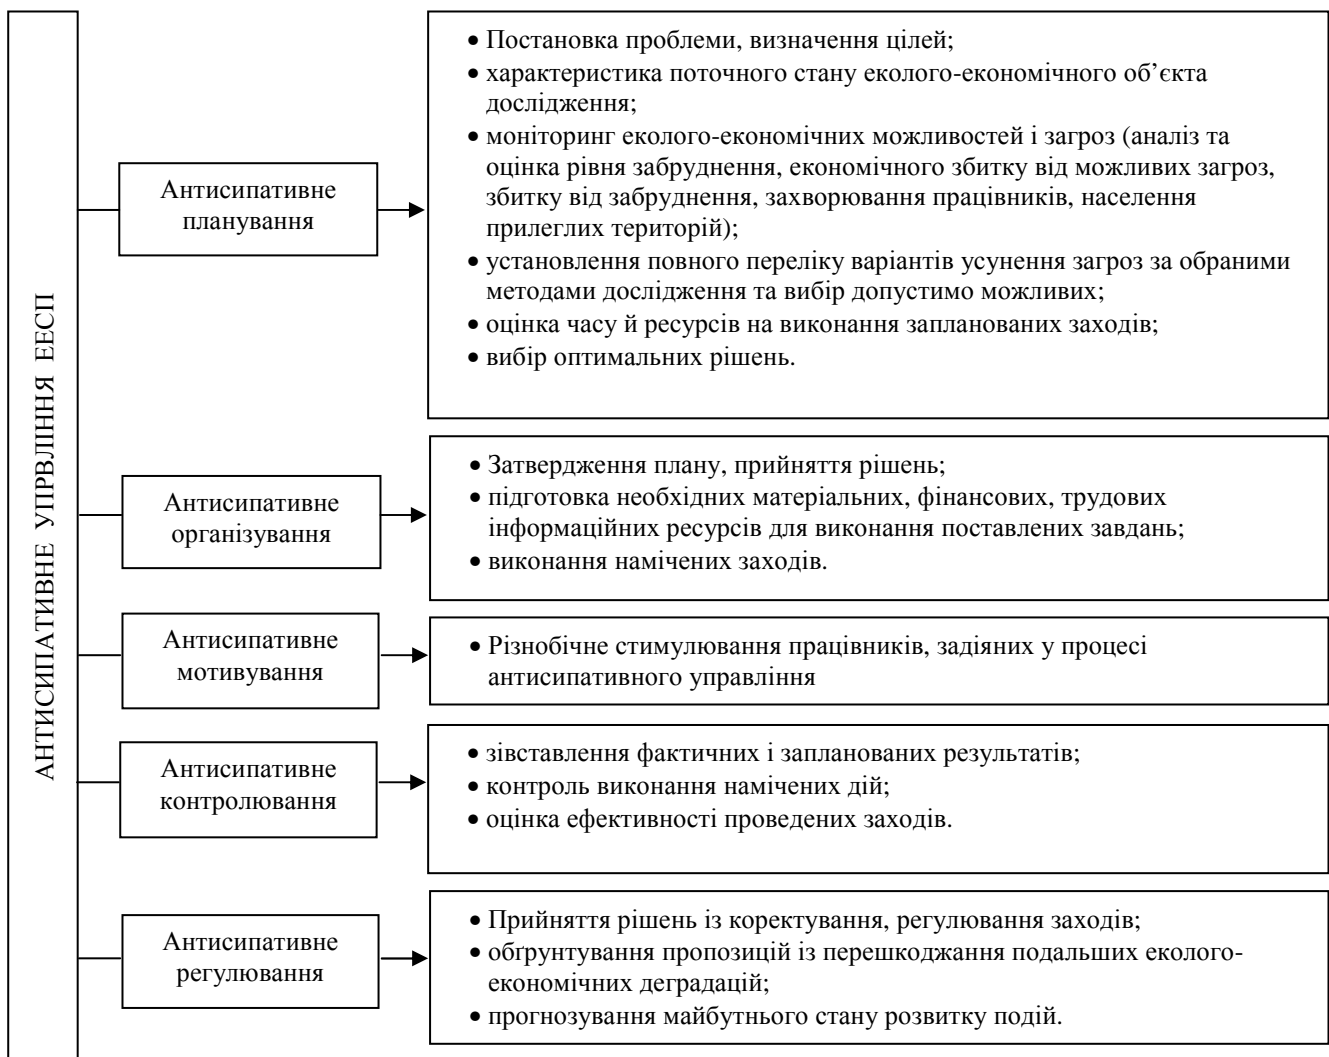 АНТИСИПАТИВНЕ УПРВЛІННЯ ЕЕСП
Антисипативне
планування
• Постановка проблеми, визначення цілей;
• характеристика поточного стану еколого-економічного об’єкта
дослідження;
• моніторинг еколого-економічних можливостей і загроз (аналіз та
оцінка рівня забруднення, економічного збитку від можливих загроз,
збитку від забруднення, захворювання працівників, населення
прилеглих територій);
• установлення повного переліку варіантів усунення загроз за обраними
методами дослідження та вибір допустимо можливих;
• оцінка часу й ресурсів на виконання запланованих заходів;
• вибір оптимальних рішень.
Антисипативне
організування
• Затвердження плану, прийняття рішень;
• підготовка необхідних матеріальних, фінансових, трудових
інформаційних ресурсів для виконання поставлених завдань;
• виконання намічених заходів.
Антисипативне
мотивування
• Різнобічне стимулювання працівників, задіяних у процесі
антисипативного управління
Антисипативне
контролювання
• зівставлення фактичних і запланованих результатів;
• контроль виконання намічених дій;
• оцінка ефективності проведених заходів.
Антисипативне
регулювання
• Прийняття рішень із коректування, регулювання заходів;
• обґрунтування пропозицій із перешкоджання подальших еколого-
економічних деградацій;
• прогнозування майбутнього стану розвитку подій.